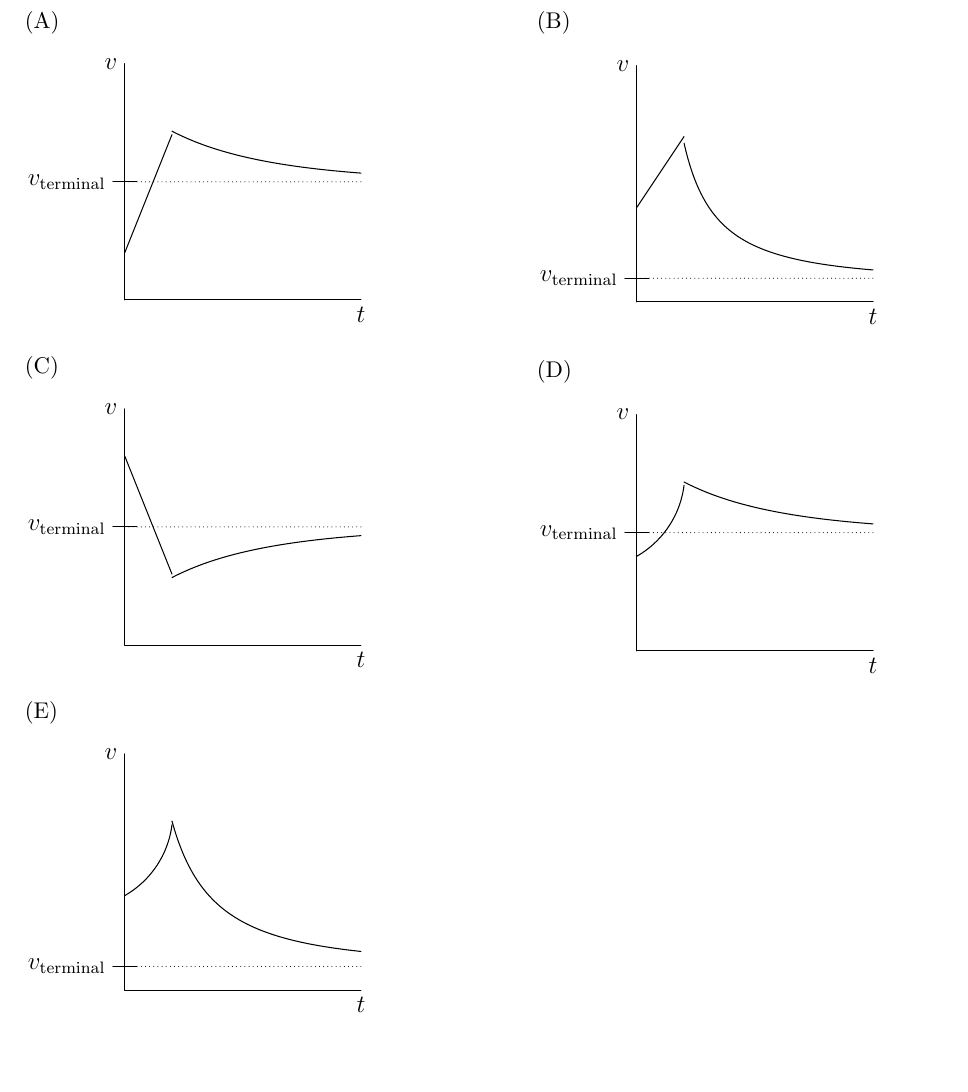 (A)
(B)
v
v
v_terminal
v_terminal
t
t
(C)
(D)
v
v
v_terminal
v_terminal
t
t
(E)
v
v_terminal
t